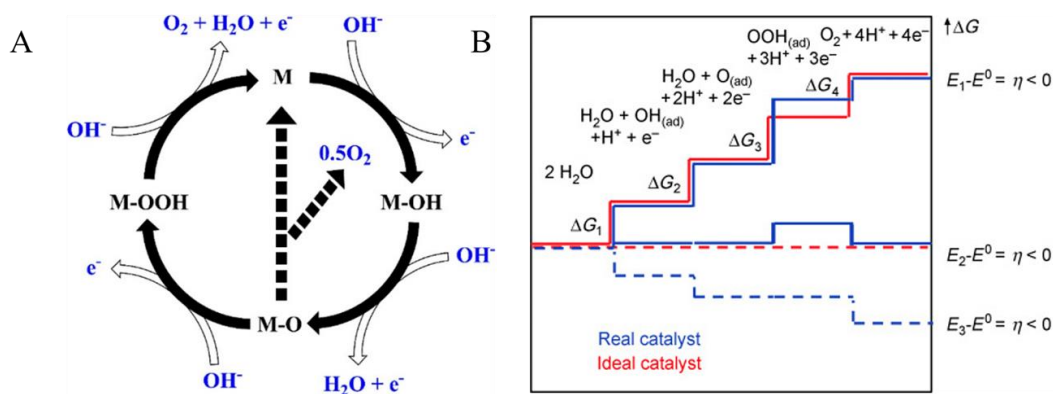 A
O₂ + H₂O + e⁻
OH⁻
M
OH⁻
e⁻
0.5O₂
M-OOH
M-OH
e⁻
OH⁻
M-O
OH⁻
H₂O + e⁻
B
OOH(ad)
+3H⁺ + 3e⁻
O₂ + 4H⁺ + 4e⁻
↑ΔG
H₂O + O(ad)
+2H⁺ + 2e⁻
ΔG₄
E₁-E⁰ = η < 0
H₂O + OH(ad)
+H⁺ + e⁻
ΔG₃
2 H₂O
ΔG₂
ΔG₁
E₂-E⁰ = η < 0
E₃-E⁰ = η < 0
Real catalyst
Ideal catalyst